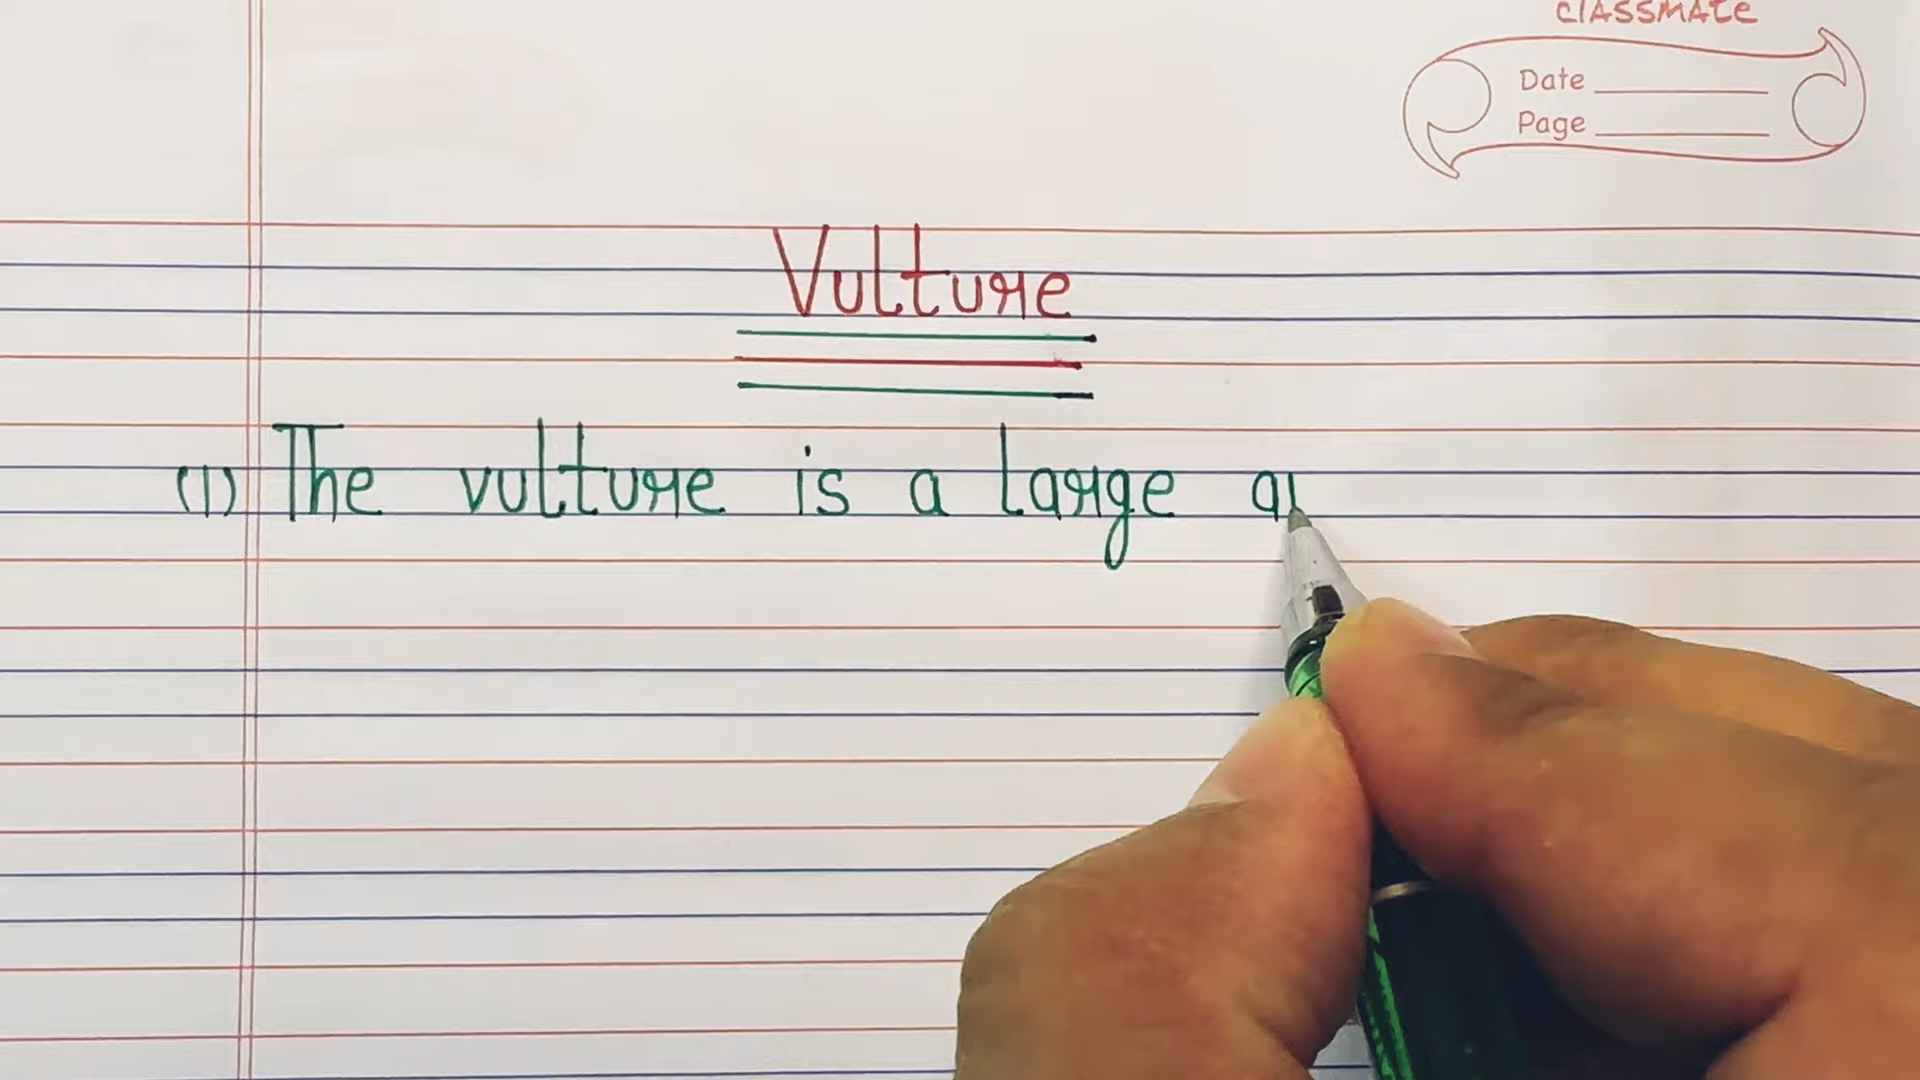 CLASSMATE
Date
Page
Vulture
(1) The vulture is a large